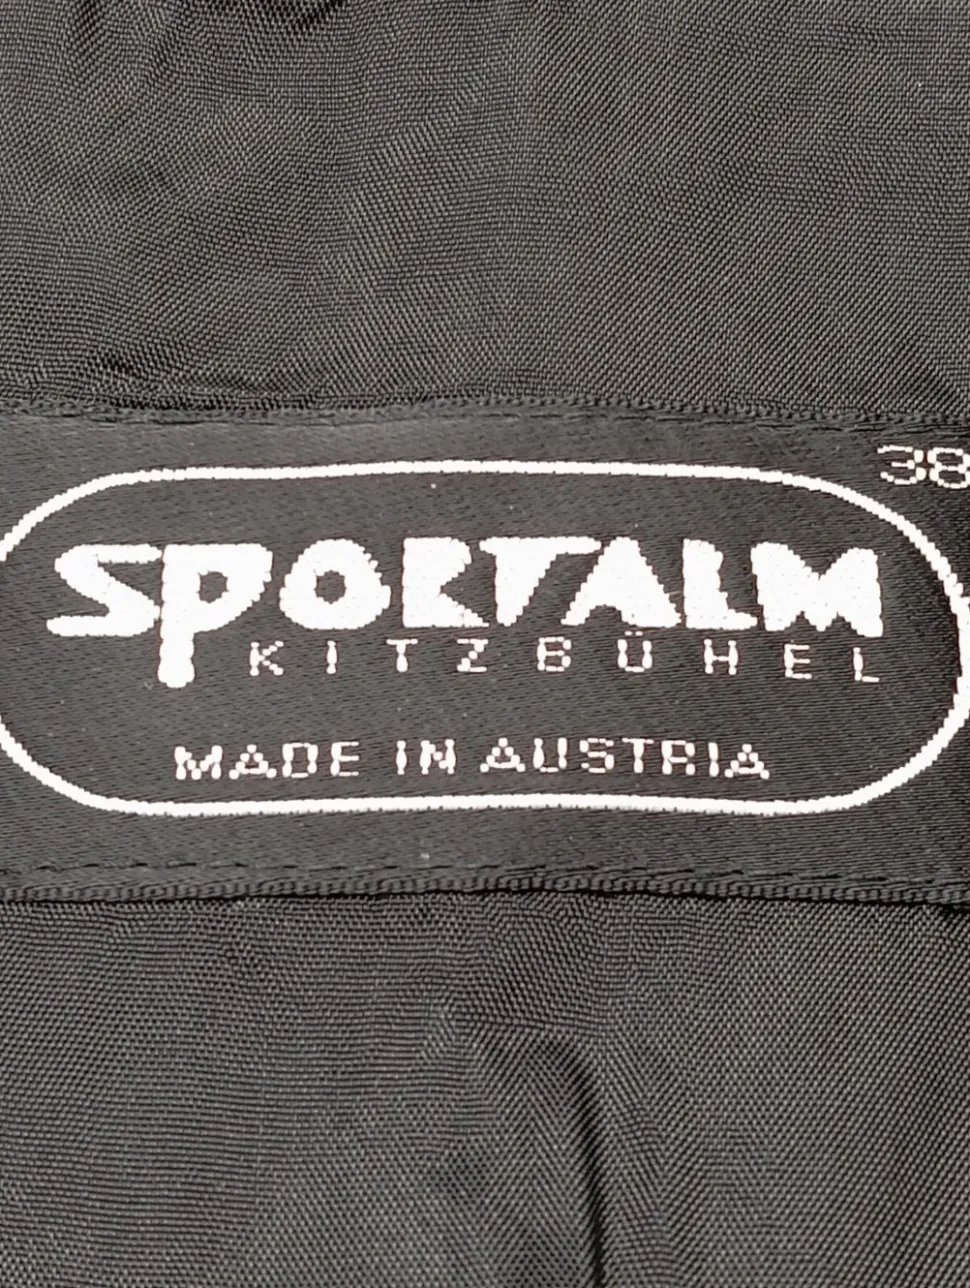 38
SPORTALM
KITZBÜHEL
MADE IN AUSTRIA